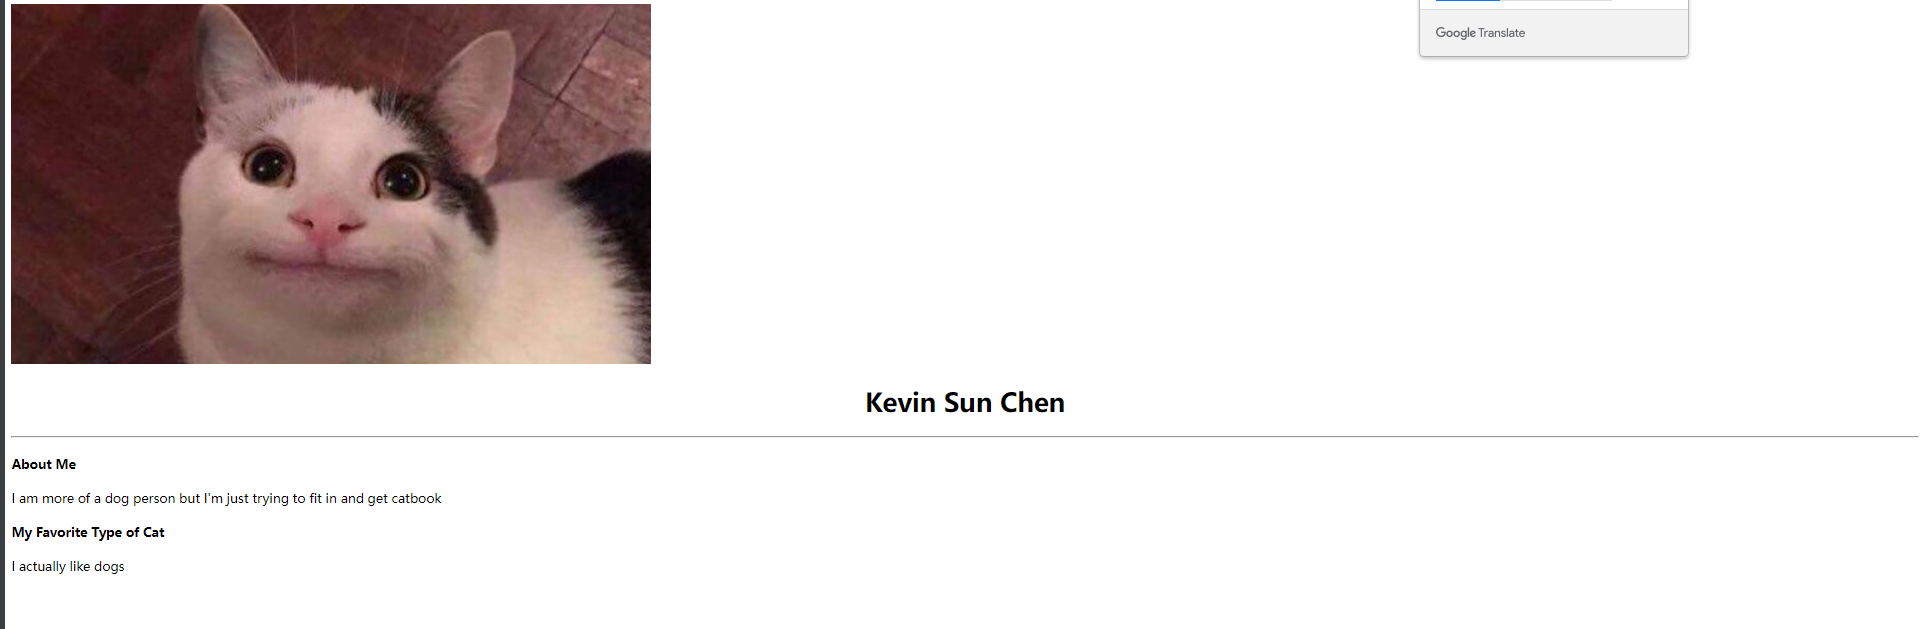 Google Translate
Kevin Sun Chen
About Me
I am more of a dog person but I'm just trying to fit in and get catbook
My Favorite Type of Cat
I actually like dogs